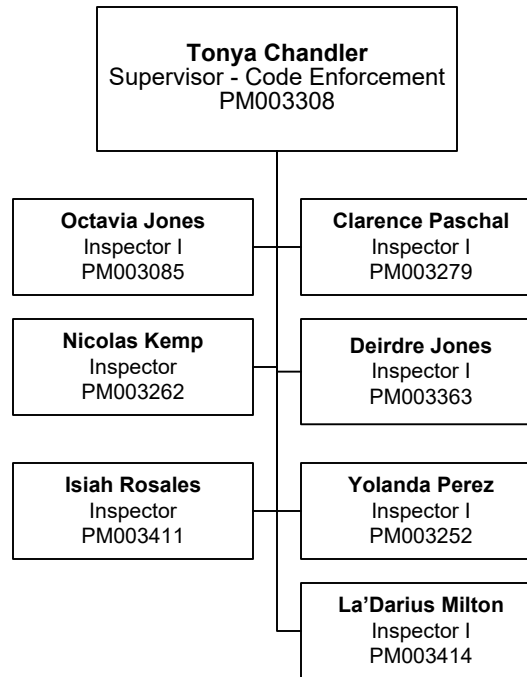 Tonya Chandler
Supervisor - Code Enforcement
PM003308
Octavia Jones
Inspector I
PM003085
Clarence Paschal
Inspector I
PM003279
Nicolas Kemp
Inspector
PM003262
Deirdre Jones
Inspector I
PM003363
Isiah Rosales
Inspector
PM003411
Yolanda Perez
Inspector I
PM003252
La’Darius Milton
Inspector I
PM003414